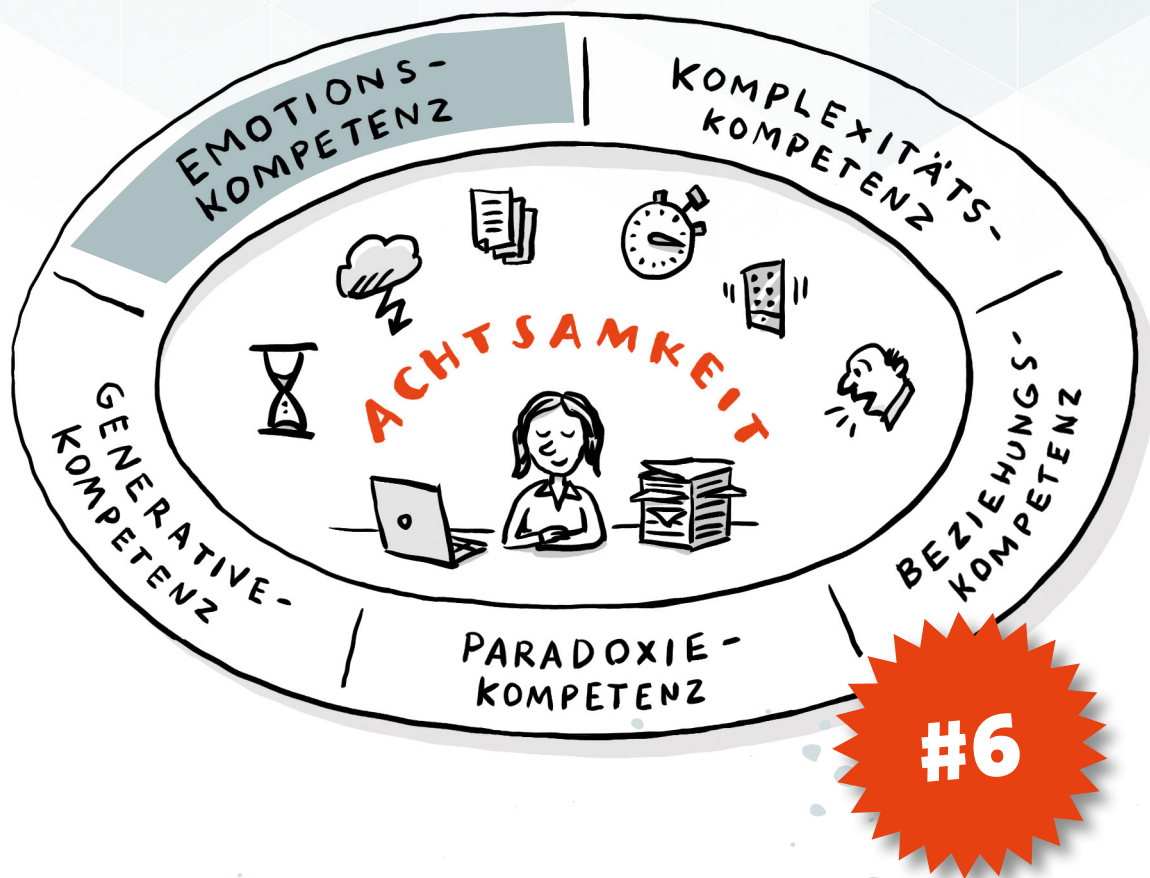 EMOTIONS-
KOMPETENZ
KOMPLEXITÄTS-
KOMPETENZ
ACHTSAMKEIT
GENERATIVE-
KOMPETENZ
BEZIEHUNGS-
KOMPETENZ
PARADOXIE-
KOMPETENZ
#6